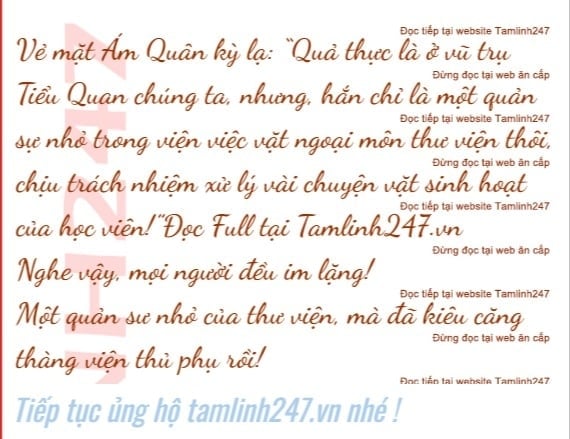 Đọc tiếp tại website Tamlinh247
Vẻ mặt Ám Quân kỳ lạ: “Quả thực là ở vũ trụ
Đừng đọc tại web ăn cắp
Tiểu Quan chúng ta, nhưng, hắn chỉ là một quản
Đọc tiếp tại website Tamlinh247
sự nhỏ trong viện việc vặt ngoại môn thư viện thôi,
Đừng đọc tại web ăn cắp
chịu trách nhiệm xử lý vài chuyện vặt sinh hoạt
Đọc tiếp tại website Tamlinh247
của học viên!”Đọc Full tại Tamlinh247.vn
Đừng đọc tại web ăn cắp
Nghe vậy, mọi người đều im lặng!
Đọc tiếp tại website Tamlinh247
Một quản sư nhỏ của thư viện, mà đã kiêu căng
Đừng đọc tại web ăn cắp
thàng viện thủ phụ rồi!
Đọc tiếp tại website Tamlinh247
Tiếp tục ủng hộ tamlinh247.vn nhé !
NH247